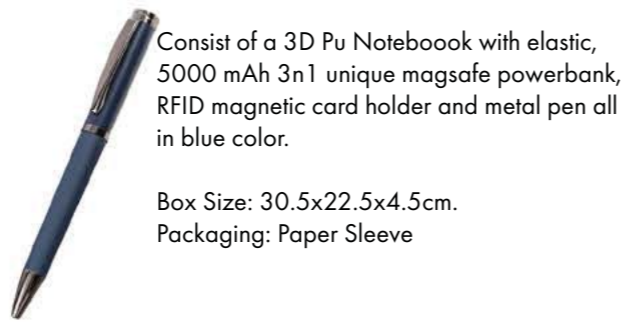 Consist of a 3D Pu Noteboook with elastic,
5000 mAh 3n1 unique magsafe powerbank,
RFID magnetic card holder and metal pen all
in blue color.
Box Size: 30.5x22.5x4.5cm.
Packaging: Paper Sleeve